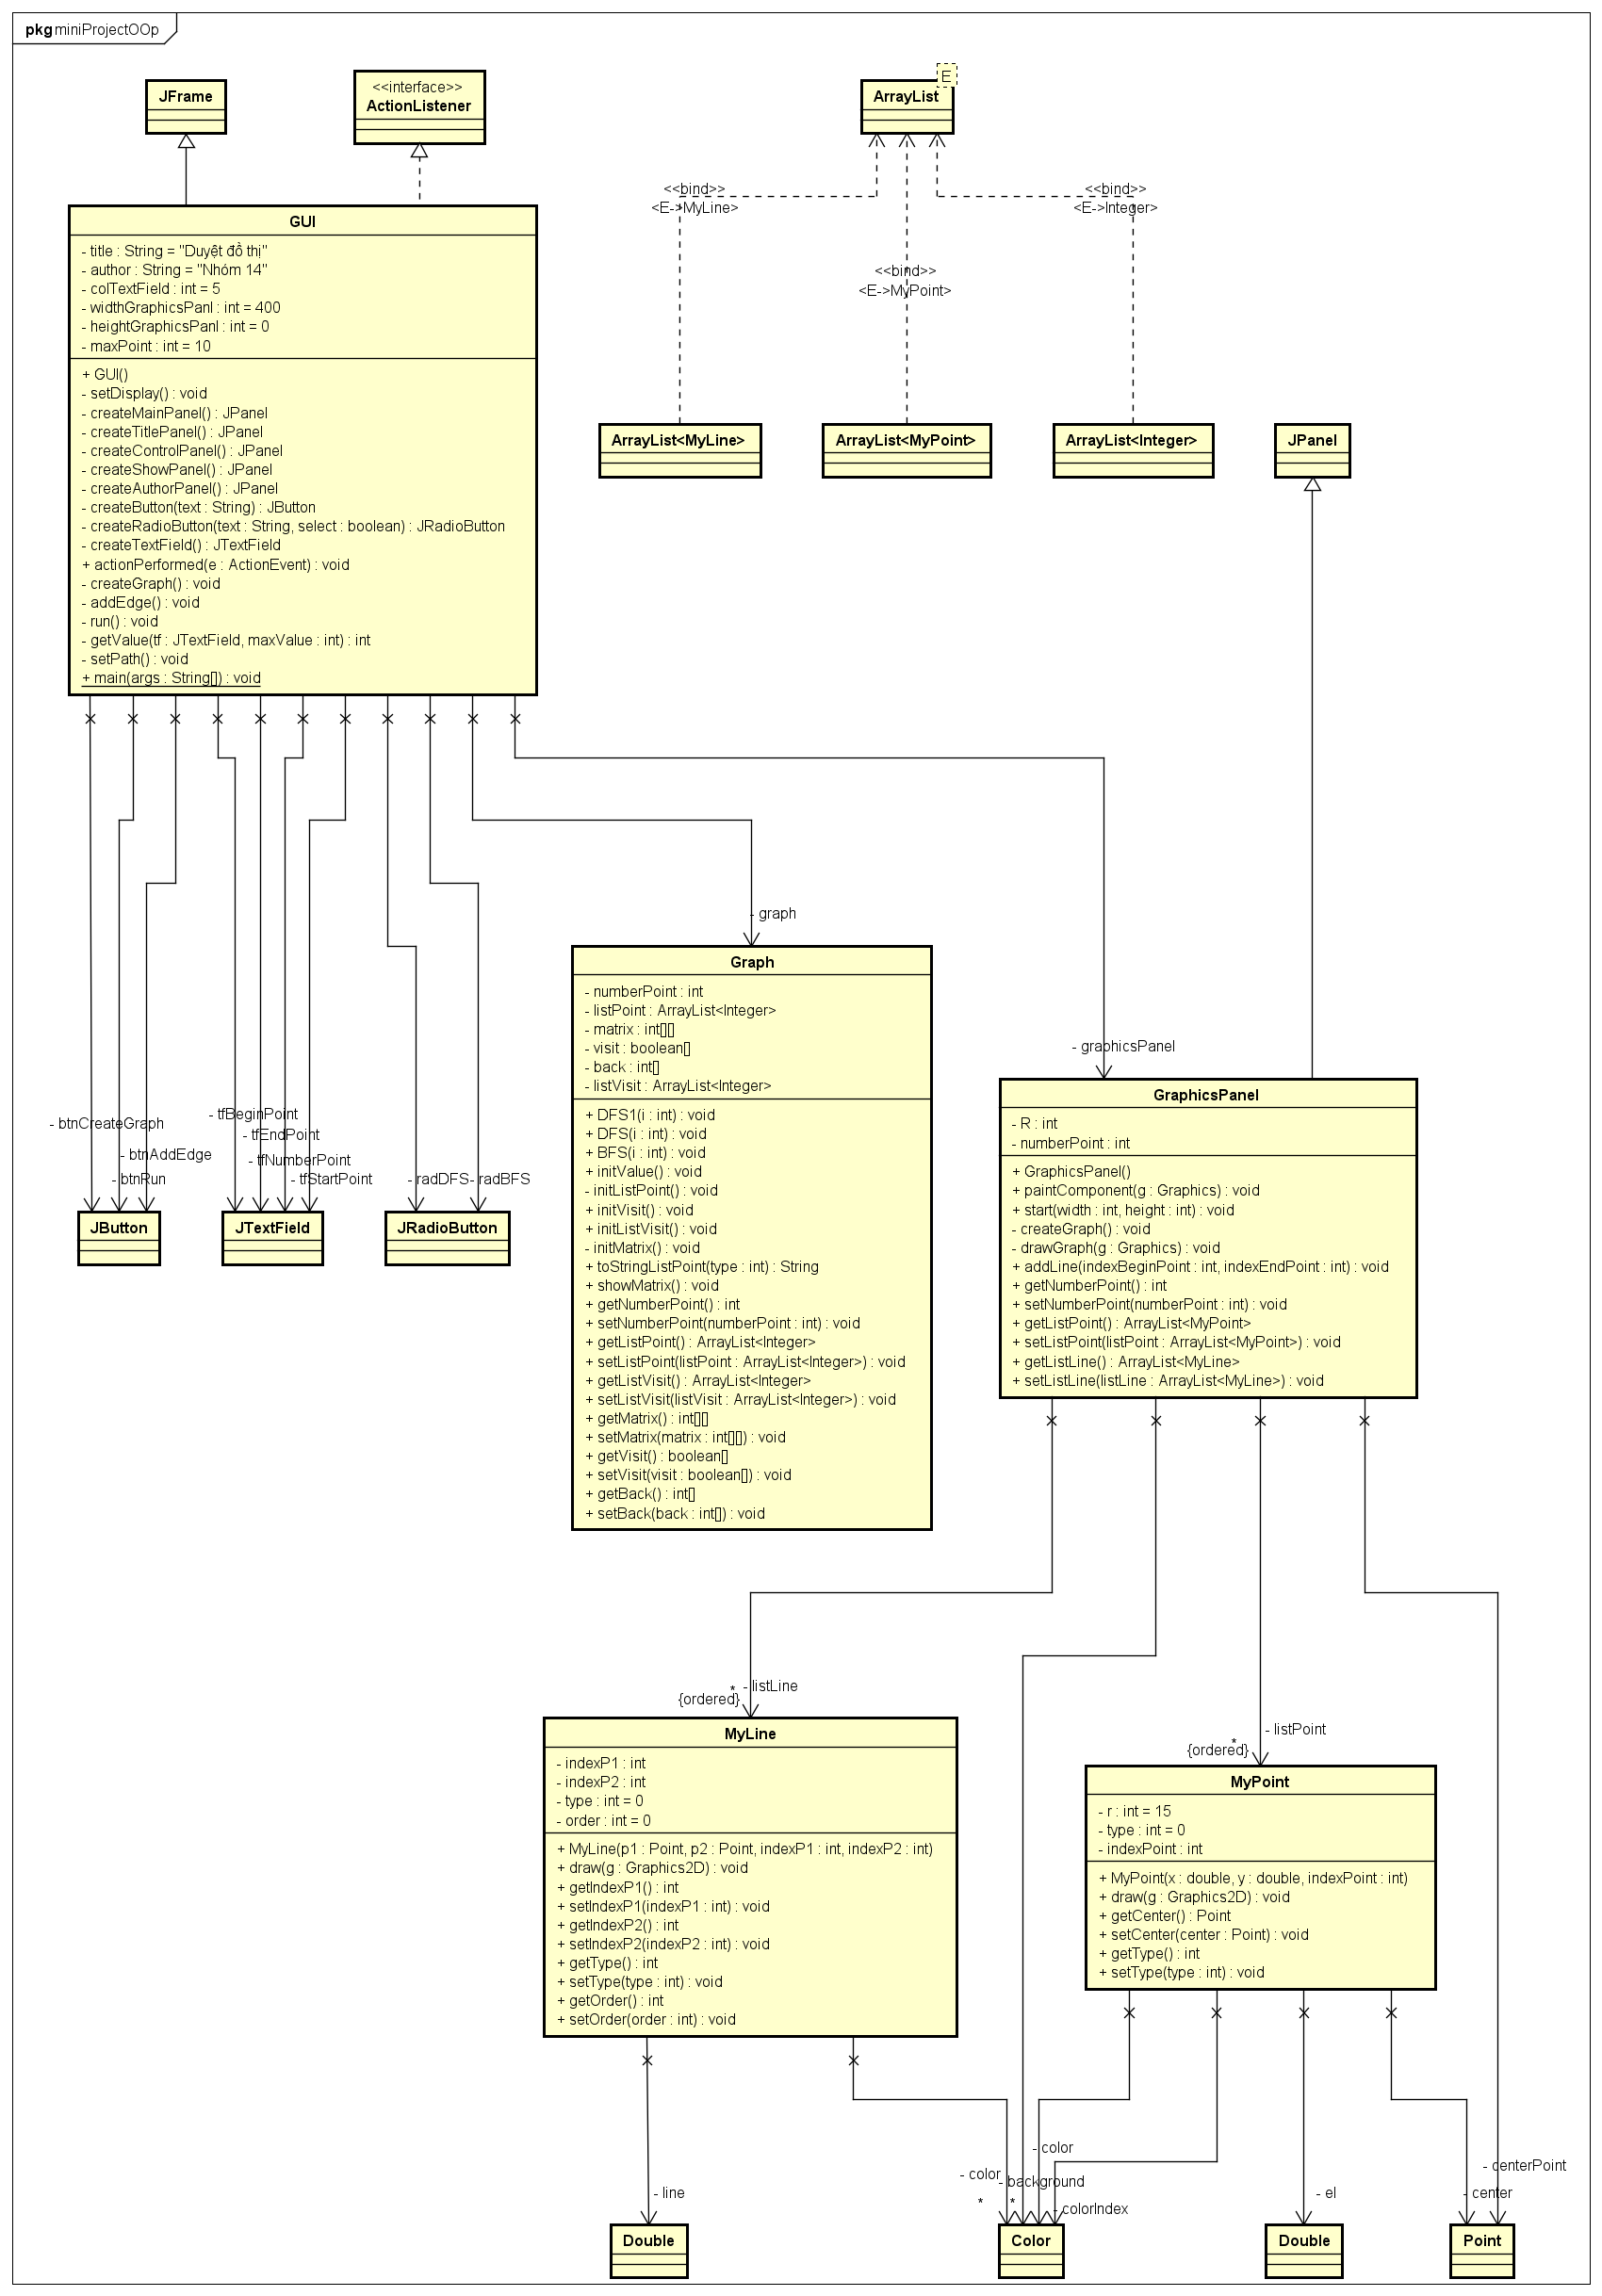 pkg miniProjectOOp
JFrame
<<interface>>
ActionListener
E
ArrayList
<<bind>>
<E->MyLine>
<<bind>>
<E->MyPoint>
<<bind>>
<E->Integer>
GUI
- title : String = "Duyệt đồ thị"
- author : String = "Nhóm 14"
- colTextField : int = 5
- widthGraphicsPanl : int = 400
- heightGraphicsPanl : int = 0
- maxPoint : int = 10
+ GUI()
- setDisplay() : void
- createMainPanel() : JPanel
- createTitlePanel() : JPanel
- createControlPanel() : JPanel
- createShowPanel() : JPanel
- createAuthorPanel() : JPanel
- createButton(text : String) : JButton
- createRadioButton(text : String, select : boolean) : JRadioButton
- createTextField() : JTextField
+ actionPerformed(e : ActionEvent) : void
- createGraph() : void
- addEdge() : void
- run() : void
- getValue(tf : JTextField, maxValue : int) : int
- setPath() : void
+ main(args : String[]) : void
ArrayList<MyLine>
ArrayList<MyPoint>
ArrayList<Integer>
JPanel
- graph
- graphicsPanel
- btnCreateGraph
- btnAddEdge
- btnRun
- tfBeginPoint
- tfEndPoint
- tfNumberPoint
- tfStartPoint
- radDFS
- radBFS
JButton
JTextField
JRadioButton
Graph
- numberPoint : int
- listPoint : ArrayList<Integer>
- matrix : int[][]
- visit : boolean[]
- back : int[]
- listVisit : ArrayList<Integer>
+ DFS1(i : int) : void
+ DFS(i : int) : void
+ BFS(i : int) : void
+ initValue() : void
- initListPoint() : void
+ initVisit() : void
+ initListVisit() : void
- initMatrix() : void
+ toStringListPoint(type : int) : String
+ showMatrix() : void
+ getNumberPoint() : int
+ setNumberPoint(numberPoint : int) : void
+ getListPoint() : ArrayList<Integer>
+ setListPoint(listPoint : ArrayList<Integer>) : void
+ getListVisit() : ArrayList<Integer>
+ setListVisit(listVisit : ArrayList<Integer>) : void
+ getMatrix() : int[][]
+ setMatrix(matrix : int[][]) : void
+ getVisit() : boolean[]
+ setVisit(visit : boolean[]) : void
+ getBack() : int[]
+ setBack(back : int[]) : void
GraphicsPanel
- R : int
- numberPoint : int
+ GraphicsPanel()
+ paintComponent(g : Graphics) : void
+ start(width : int, height : int) : void
- createGraph() : void
- drawGraph(g : Graphics) : void
+ addLine(indexBeginPoint : int, indexEndPoint : int) : void
+ getNumberPoint() : int
+ setNumberPoint(numberPoint : int) : void
+ getListPoint() : ArrayList<MyPoint>
+ setListPoint(listPoint : ArrayList<MyPoint>) : void
+ getListLine() : ArrayList<MyLine>
+ setListLine(listLine : ArrayList<MyLine>) : void
* - listLine
{ordered}
- listPoint
*
{ordered}
MyLine
- indexP1 : int
- indexP2 : int
- type : int = 0
- order : int = 0
+ MyLine(p1 : Point, p2 : Point, indexP1 : int, indexP2 : int)
+ draw(g : Graphics2D) : void
+ getIndexP1() : int
+ setIndexP1(indexP1 : int) : void
+ getIndexP2() : int
+ setIndexP2(indexP2 : int) : void
+ getType() : int
+ setType(type : int) : void
+ getOrder() : int
+ setOrder(order : int) : void
MyPoint
- r : int = 15
- type : int = 0
- indexPoint : int
+ MyPoint(x : double, y : double, indexPoint : int)
+ draw(g : Graphics2D) : void
+ getCenter() : Point
+ setCenter(center : Point) : void
+ getType() : int
+ setType(type : int) : void
- color
- centerPoint
- color
- background
- line
- el
- center
*
*
- colorIndex
Double
Color
Double
Point